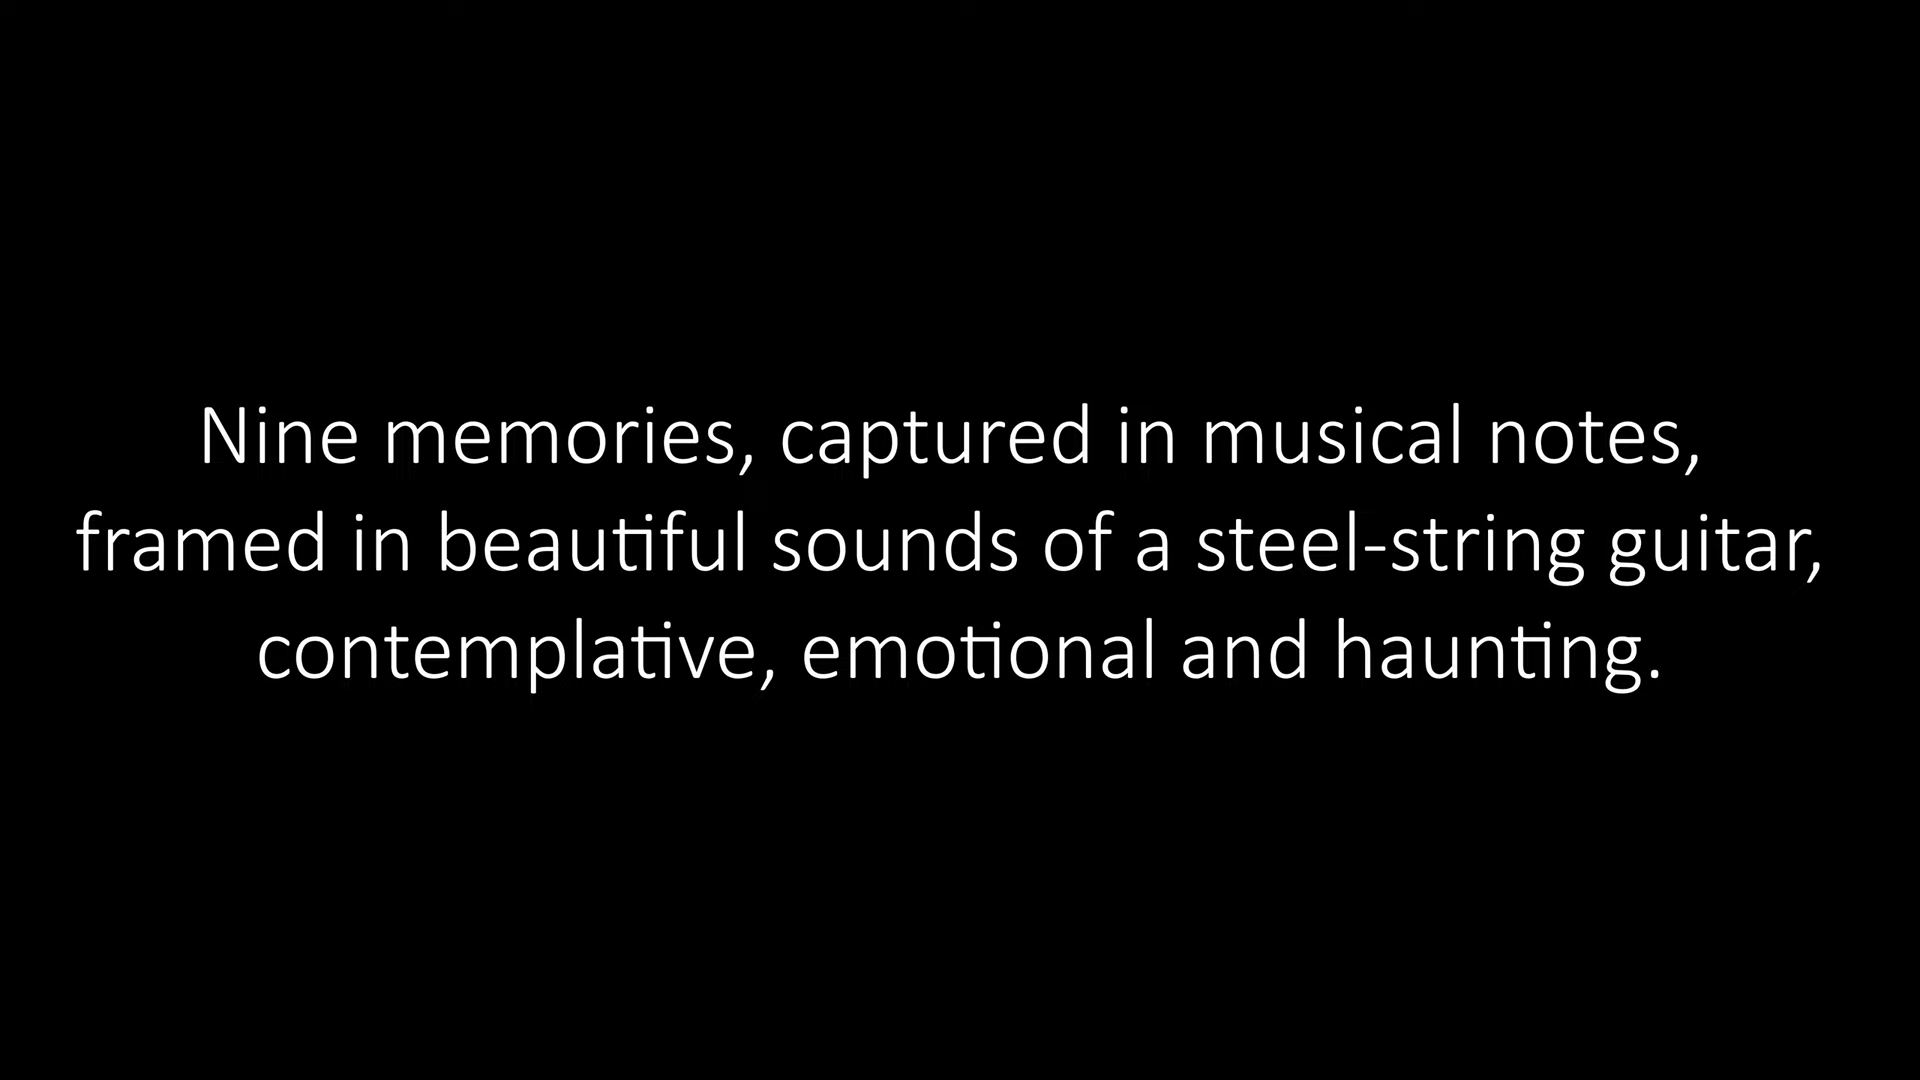 Nine memories, captured in musical notes,
framed in beautiful sounds of a steel-string guitar,
contemplative, emotional and haunting.